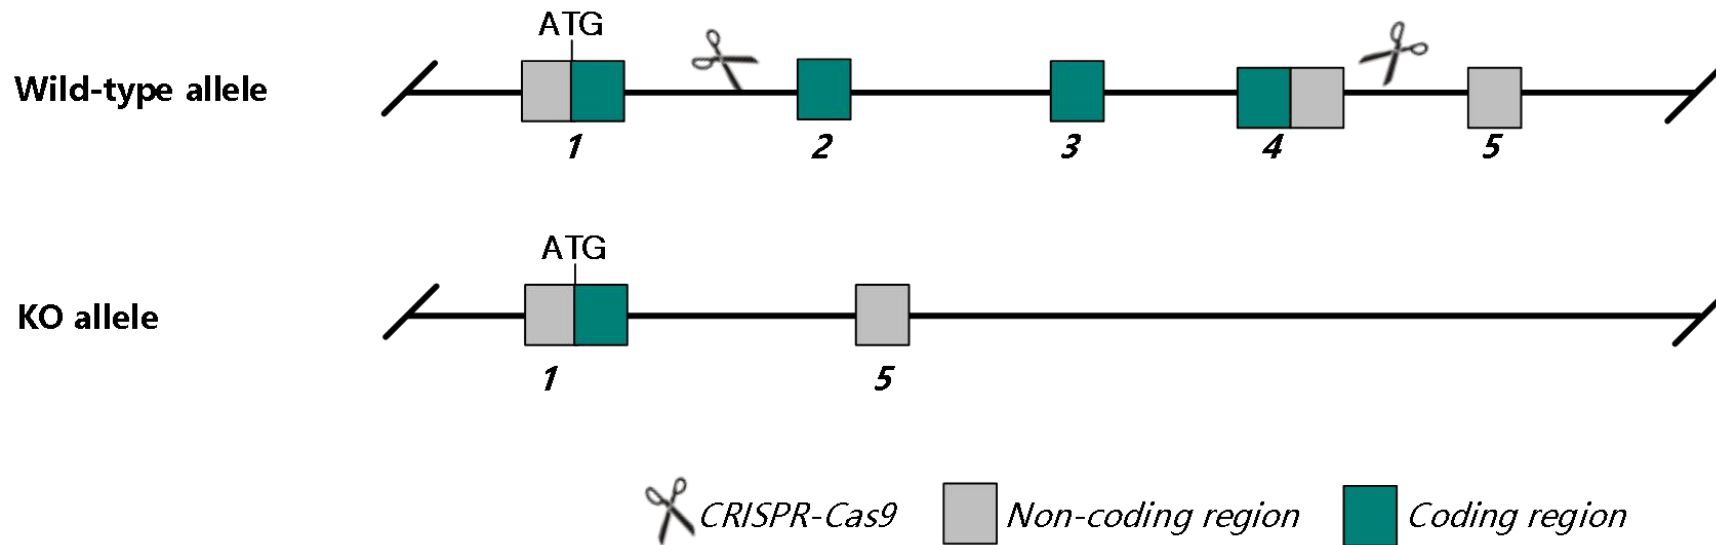 ATG
Wild-type allele
1 2 3 4 5
ATG
KO allele
1 5
CRISPR-Cas9 Non-coding region Coding region